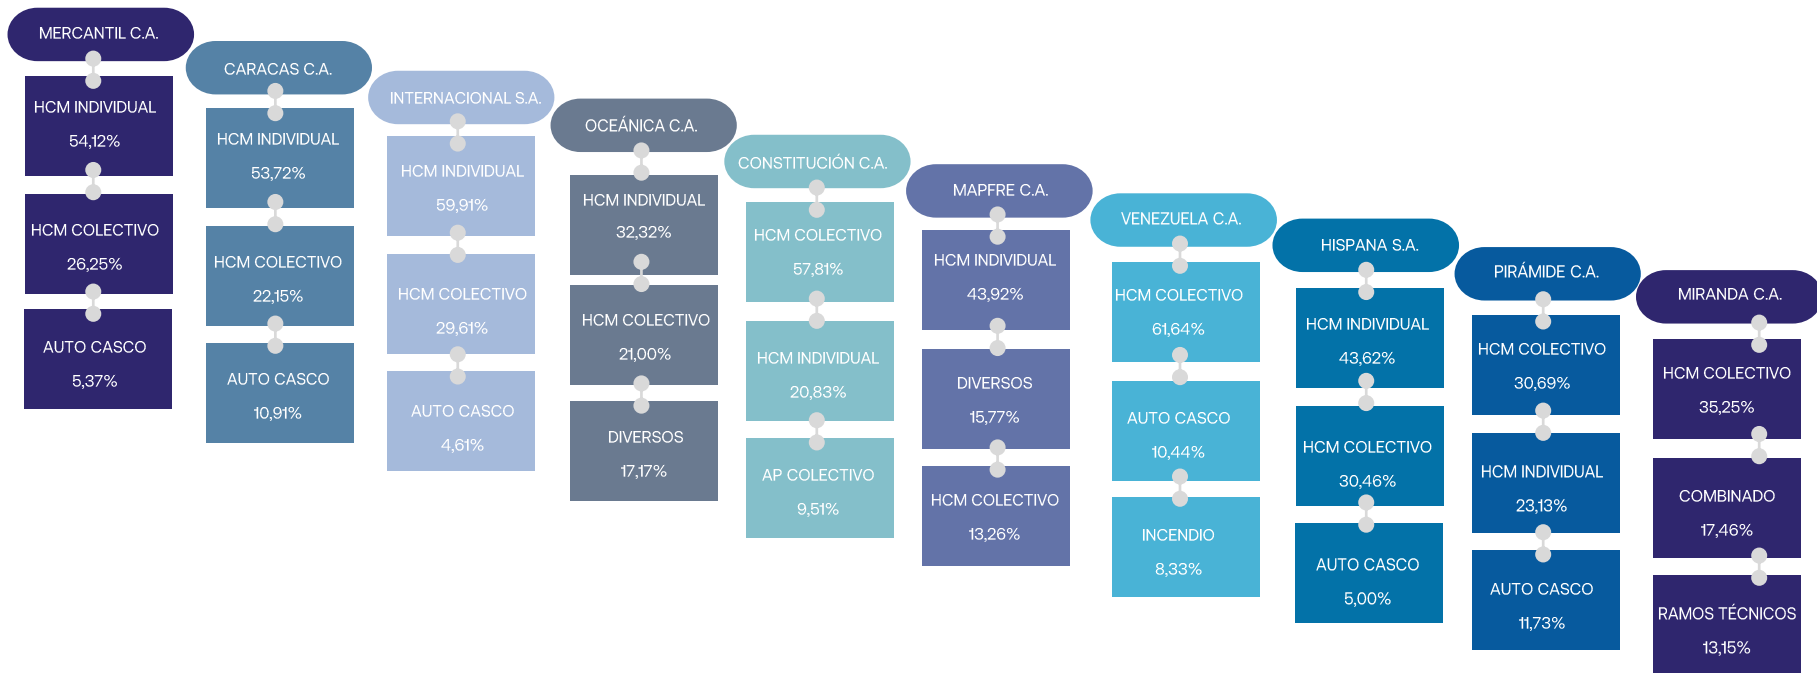 MERCANTIL C.A.
HCM INDIVIDUAL
54,12%
HCM COLECTIVO
26,25%
AUTO CASCO
5,37%
CARACAS C.A.
HCM INDIVIDUAL
53,72%
HCM COLECTIVO
22,15%
AUTO CASCO
10,91%
INTERNACIONAL S.A.
HCM INDIVIDUAL
59,91%
HCM COLECTIVO
29,61%
AUTO CASCO
4,61%
OCEÁNICA C.A.
HCM INDIVIDUAL
32,32%
HCM COLECTIVO
21,00%
DIVERSOS
17,17%
CONSTITUCIÓN C.A.
HCM COLECTIVO
57,81%
HCM INDIVIDUAL
20,83%
AP COLECTIVO
9,51%
MAPFRE C.A.
HCM INDIVIDUAL
43,92%
DIVERSOS
15,77%
HCM COLECTIVO
13,26%
VENEZUELA C.A.
HCM COLECTIVO
61,64%
AUTO CASCO
10,44%
INCENDIO
8,33%
HISPANA S.A.
HCM INDIVIDUAL
43,62%
HCM COLECTIVO
30,46%
AUTO CASCO
5,00%
PIRÁMIDE C.A.
HCM COLECTIVO
30,69%
HCM INDIVIDUAL
23,13%
AUTO CASCO
11,73%
MIRANDA C.A.
HCM COLECTIVO
35,25%
COMBINADO
17,46%
RAMOS TÉCNICOS
13,15%